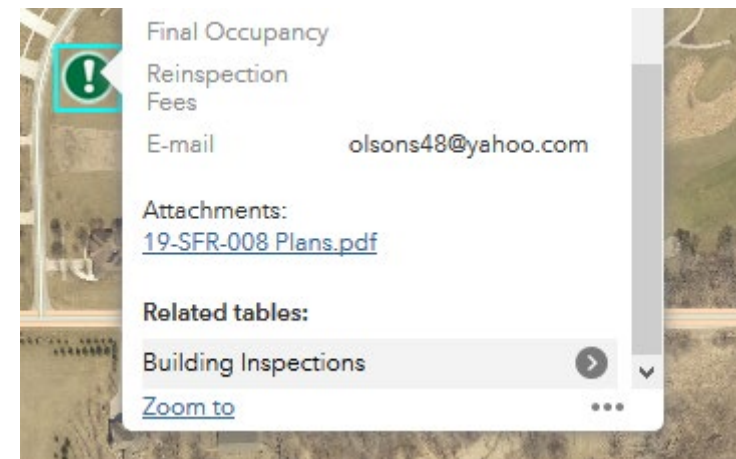 Final Occupancy
Reinspection
Fees
E-mail olsons48@yahoo.com
Attachments:
19-SFR-008 Plans.pdf
Related tables:
Building Inspections
Zoom to